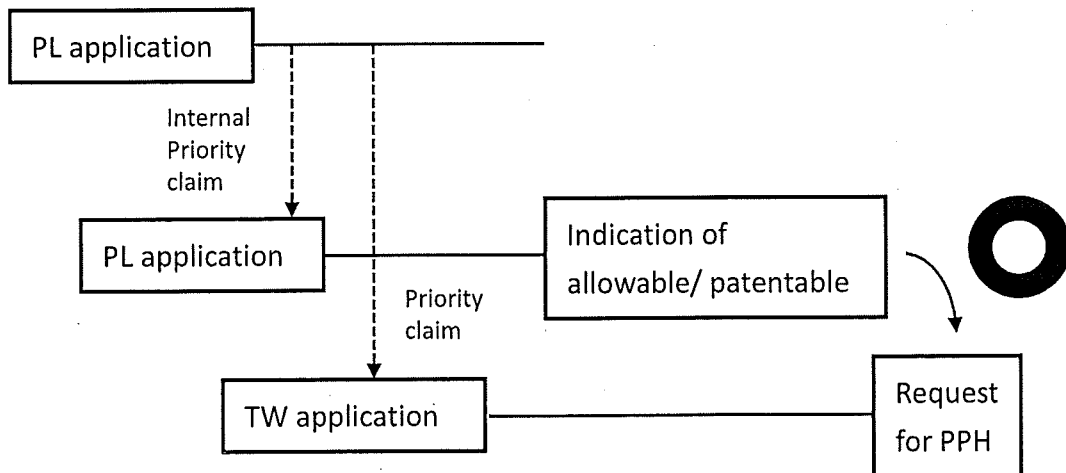 PL application
Internal
Priority
claim
PL application
Indication of
allowable/ patentable
Priority
claim
TW application
Request
for PPH